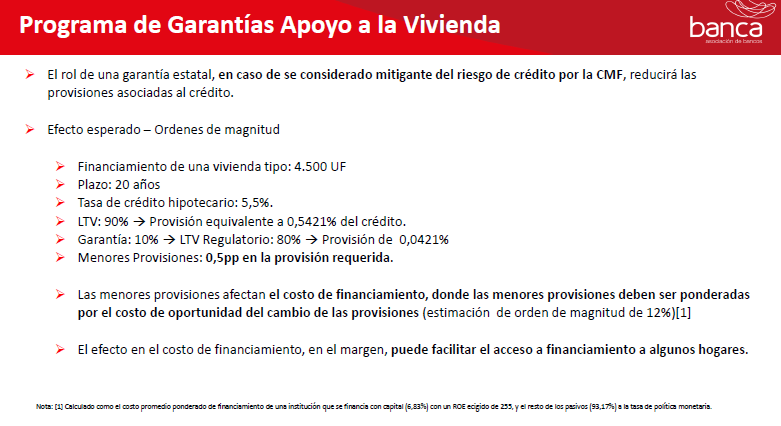 Programa de Garantías Apoyo a la Vivienda
banca
asociación de bancos
El rol de una garantía estatal, en caso de se considerado mitigante del riesgo de crédito por la CMF, reducirá las
provisiones asociadas al crédito.
Efecto esperado – Ordenes de magnitud
Financiamiento de una vivienda tipo: 4.500 UF
Plazo: 20 años
Tasa de crédito hipotecario: 5,5%.
LTV: 90% → Provisión equivalente a 0,5421% del crédito.
Garantía: 10% → LTV Regulatorio: 80% → Provisión de 0,0421%
Menores Provisiones: 0,5pp en la provisión requerida.
Las menores provisiones afectan el costo de financiamiento, donde las menores provisiones deben ser ponderadas
por el costo de oportunidad del cambio de las provisiones (estimación de orden de magnitud de 12%)[1]
El efecto en el costo de financiamiento, en el margen, puede facilitar el acceso a financiamiento a algunos hogares.
Nota: [1] Calculado como el costo promedio ponderado de financiamiento de una institución que se financia con capital (6,83%) con un ROE ecigido de 255, y el resto de los pasivos (93,17%) a la tasa de política monetaria.